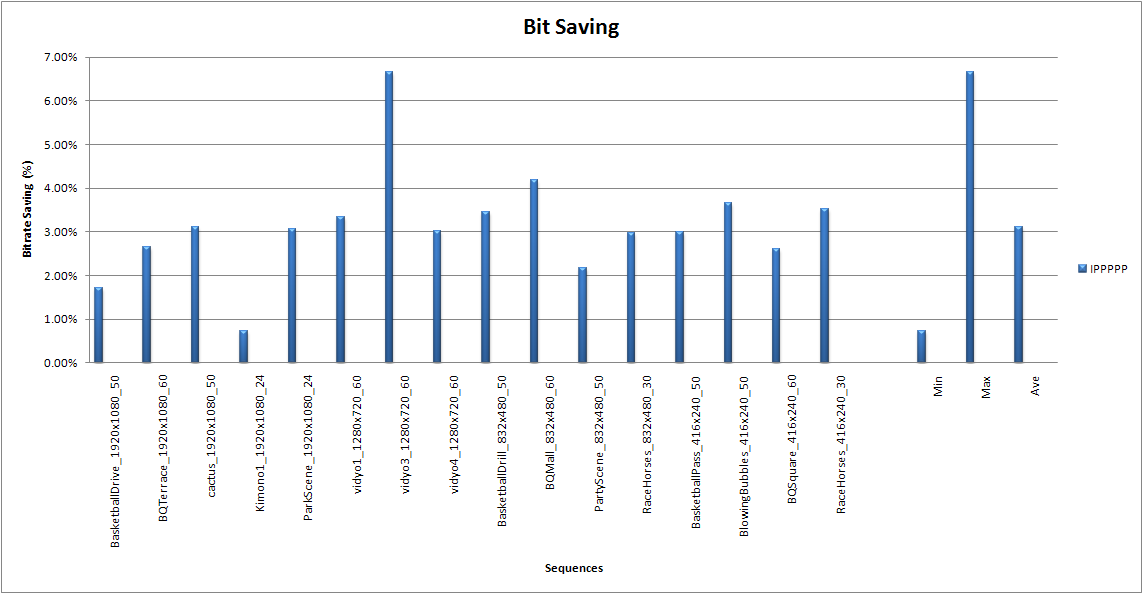 Bit Saving
7.00%
6.00%
5.00%
4.00%
3.00%
2.00%
1.00%
0.00%
Bitrate Saving (%)
BasketballDrive_1920x1080_50
BQTerrace_1920x1080_60
cactus_1920x1080_50
Kimono1_1920x1080_24
ParkScene_1920x1080_24
vidyo1_1280x720_60
vidyo3_1280x720_60
vidyo4_1280x720_60
BasketballDrill_832x480_50
BQMall_832x480_60
PartyScene_832x480_50
RaceHorses_832x480_30
BasketballPass_416x240_50
BlowingBubbles_416x240_50
BQSquare_416x240_60
RaceHorses_416x240_30
Min
Max
Ave
Sequences
IPPPPP